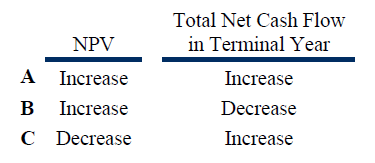 Total Net Cash Flow
NPV in Terminal Year
A Increase Increase
B Increase Decrease
C Decrease Increase